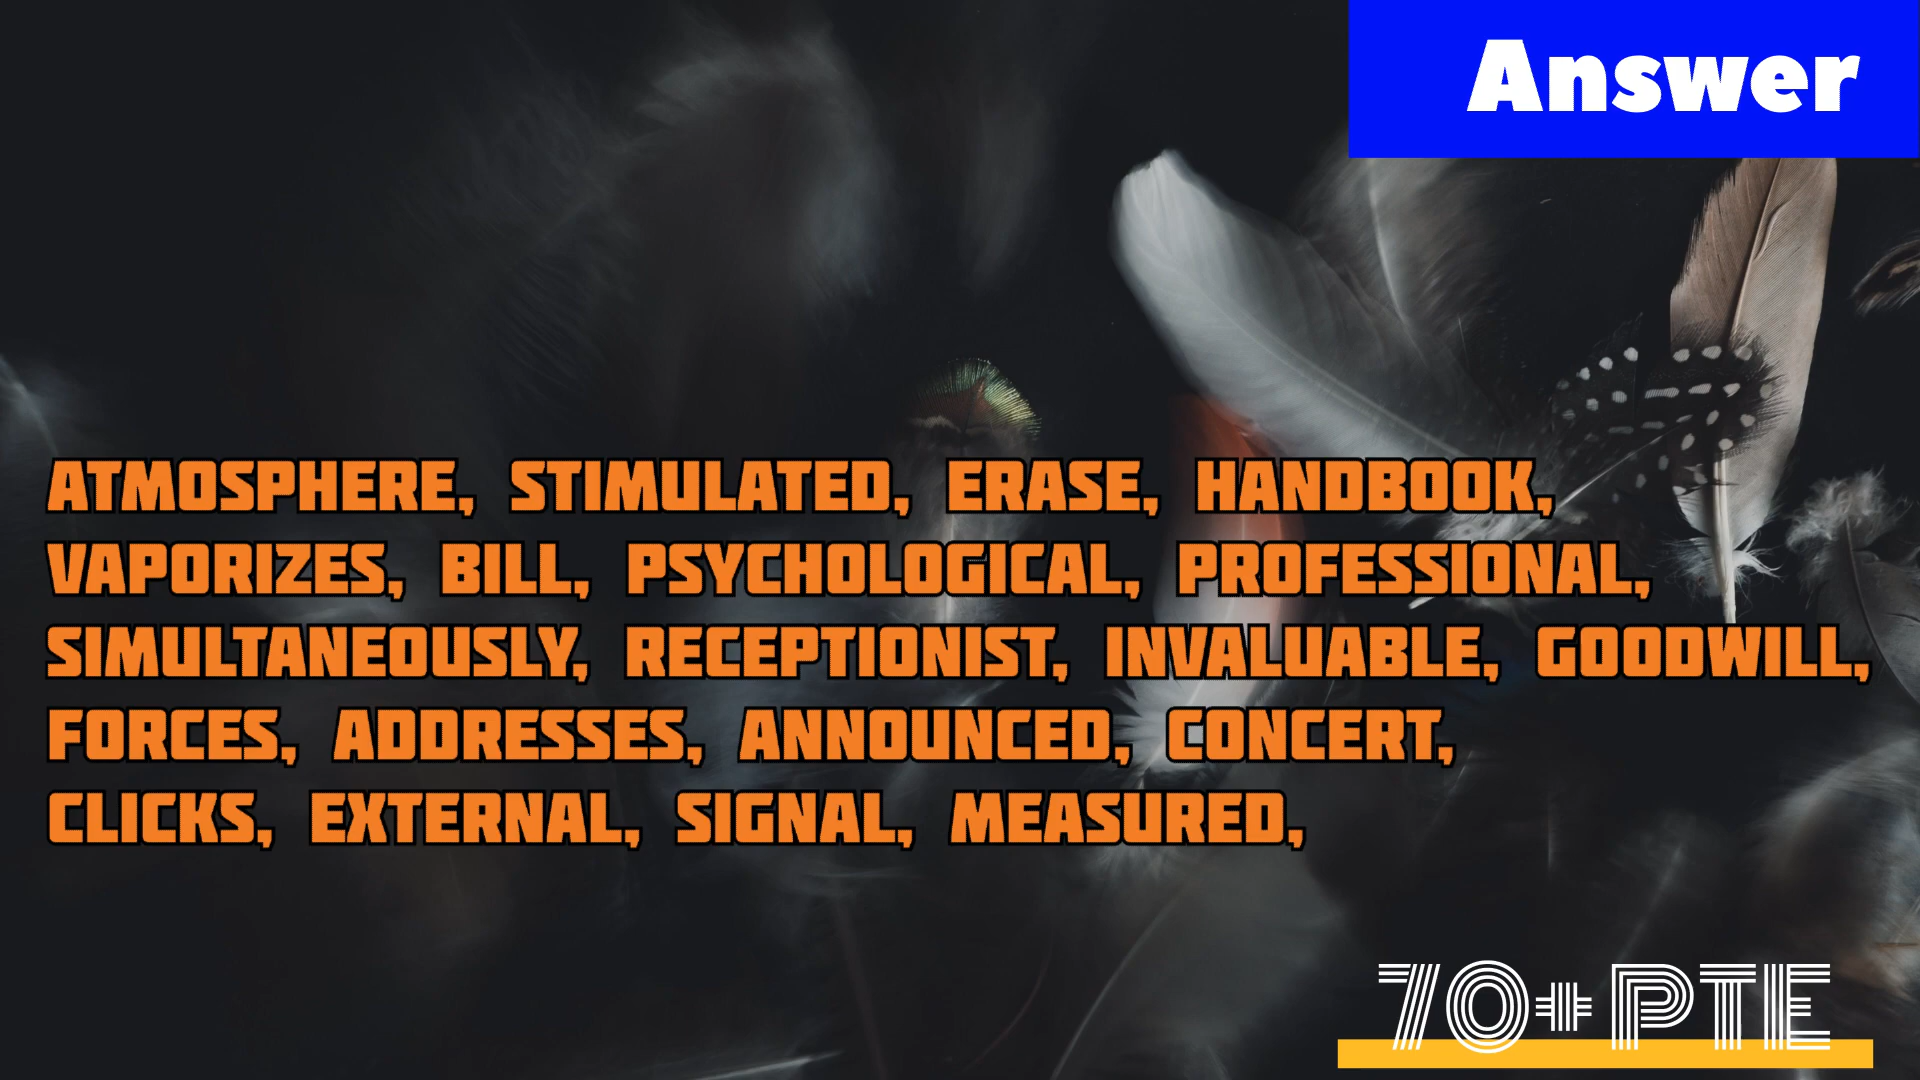 Answer
ATMOSPHERE, STIMULATED, ERASE, HANDBOOK,
VAPORIZES, BILL, PSYCHOLOGICAL, PROFESSIONAL,
SIMULTANEOUSLY, RECEPTIONIST, INVALUABLE, GOODWILL,
FORCES, ADDRESSES, ANNOUNCED, CONCERT,
CLICKS, EXTERNAL, SIGNAL, MEASURED,
70+ PTE